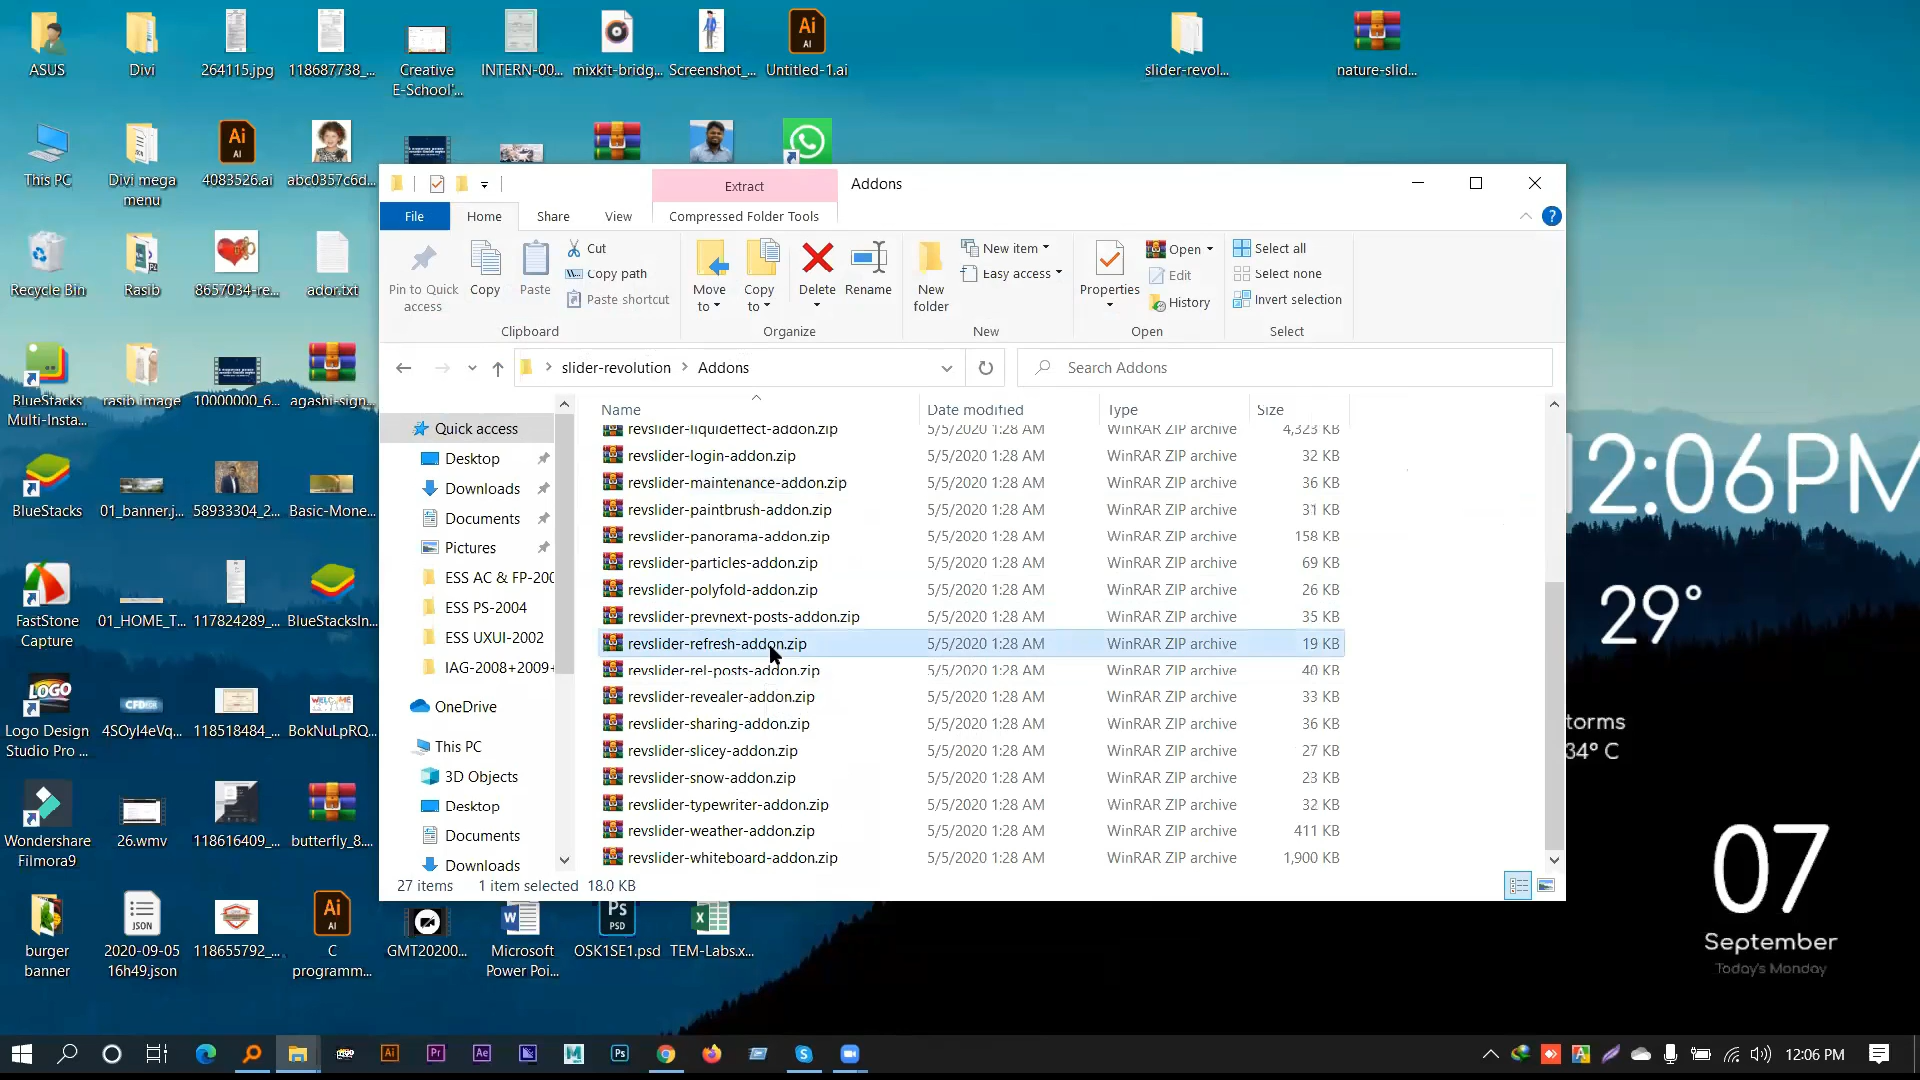 ASUS
Divi
264115.jpg
118687738_...
Creative
E-School'...
INTERN-00...
mixkit-bridg...
Screenshot_...
Untitled-1.ai
slider-revol...
nature-slid...
This PC
Divi mega
menu
4083526.ai
abc0357c6d...
Extract
Addons
File
Home
Share
View
Compressed Folder Tools
Recycle Bin
Rasib
8657034-re...
ador.txt
Pin to Quick
access
Copy
Paste
Cut
Copy path
Paste shortcut
Clipboard
Move
to
Copy
to
Delete
Rename
Organize
New
folder
New item
Easy access
New
Properties
Open
Edit
History
Open
Select all
Select none
Invert selection
Select
BlueStacks
Multi-Insta...
rasib image
10000000_6...
agashi-sign...
slider-revolution
Addons
Search Addons
Quick access
Desktop
Downloads
Documents
Pictures
ESS AC & FP-200
ESS PS-2004
ESS UXUI-2002
IAG-2008+2009+
OneDrive
This PC
3D Objects
Desktop
Documents
Downloads
Name
Date modified
Type
Size
revslider-liquideffect-addon.zip 5/5/2020 1:28 AM WinRAR ZIP archive 4,323 KB
revslider-login-addon.zip 5/5/2020 1:28 AM WinRAR ZIP archive 32 KB
revslider-maintenance-addon.zip 5/5/2020 1:28 AM WinRAR ZIP archive 36 KB
revslider-paintbrush-addon.zip 5/5/2020 1:28 AM WinRAR ZIP archive 31 KB
revslider-panorama-addon.zip 5/5/2020 1:28 AM WinRAR ZIP archive 158 KB
revslider-particles-addon.zip 5/5/2020 1:28 AM WinRAR ZIP archive 69 KB
revslider-polyfold-addon.zip 5/5/2020 1:28 AM WinRAR ZIP archive 26 KB
revslider-prevnext-posts-addon.zip 5/5/2020 1:28 AM WinRAR ZIP archive 35 KB
revslider-refresh-addon.zip 5/5/2020 1:28 AM WinRAR ZIP archive 19 KB
revslider-rel-posts-addon.zip 5/5/2020 1:28 AM WinRAR ZIP archive 40 KB
revslider-revealer-addon.zip 5/5/2020 1:28 AM WinRAR ZIP archive 33 KB
revslider-sharing-addon.zip 5/5/2020 1:28 AM WinRAR ZIP archive 36 KB
revslider-slicey-addon.zip 5/5/2020 1:28 AM WinRAR ZIP archive 27 KB
revslider-snow-addon.zip 5/5/2020 1:28 AM WinRAR ZIP archive 23 KB
revslider-typewriter-addon.zip 5/5/2020 1:28 AM WinRAR ZIP archive 32 KB
revslider-weather-addon.zip 5/5/2020 1:28 AM WinRAR ZIP archive 411 KB
revslider-whiteboard-addon.zip 5/5/2020 1:28 AM WinRAR ZIP archive 1,900 KB
27 items 1 item selected 18.0 KB
BlueStacks
01_banner.j...
58933304_2...
Basic-Mone...
FastStone
Capture
01_HOME_T...
117824289_...
BlueStacksIn...
Logo Design
Studio Pro ...
4SOyI4eVq...
118518484_...
BokNuLpRQ...
Wondershare
Filmora9
26.wmv
118616409_...
butterfly_8...
burger
banner
2020-09-05
16h49.json
118655792_...
C
programm...
GMT20200...
Microsoft
Power Poi...
OSK1SE1.psd
TEM-Labs.x...
12:06PM
29°
torms
34° C
07
September
Today's Monday
12:06 PM